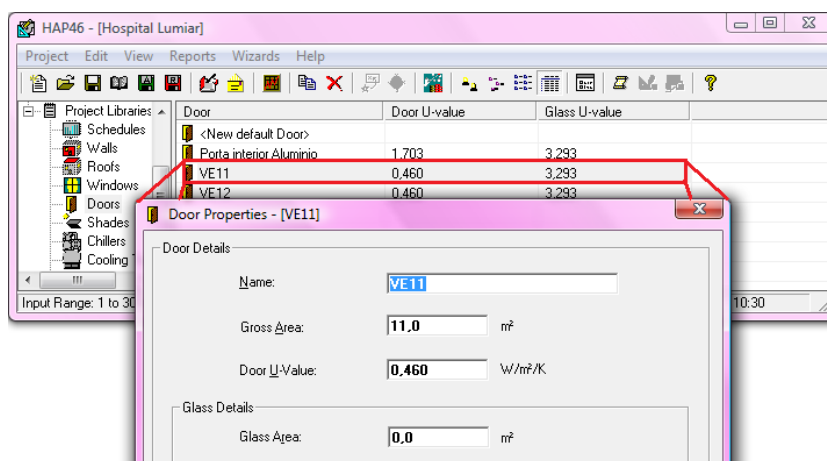 HAP46 - [Hospital Lumiar]
Project Edit View Reports Wizards Help
Project Libraries
Schedules
Walls
Roofs
Windows
Doors
Shades
Chillers
Cooling
Door Door U-value Glass U-value
<New default Door>
Porta interior Aluminio 1,703 3,293
VE11 0,460 3,293
VE12 0,460 3,293
Input Range: 1 to 30
10:30
Door Properties - [VE11]
Door Details
Name: VE11
Gross Area: 11,0 m²
Door U-Value: 0,460 W/m²/K
Glass Details
Glass Area: 0,0 m²